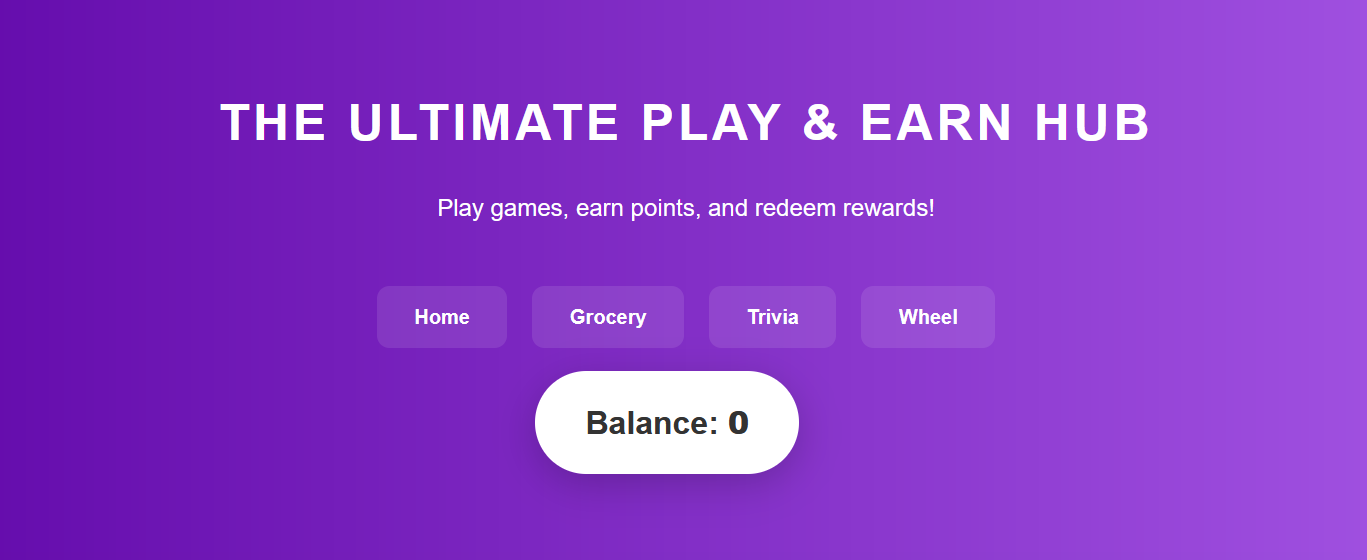 THE ULTIMATE PLAY & EARN HUB
Play games, earn points, and redeem rewards!
Home Grocery Trivia Wheel
Balance: 0